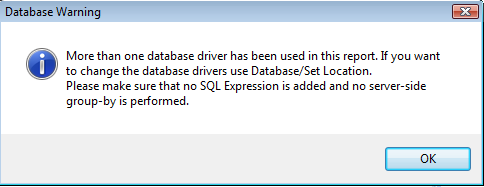 Database Warning
More than one database driver has been used in this report. If you want
to change the database drivers use Database/Set Location.
Please make sure that no SQL Expression is added and no server-side
group-by is performed.
OK